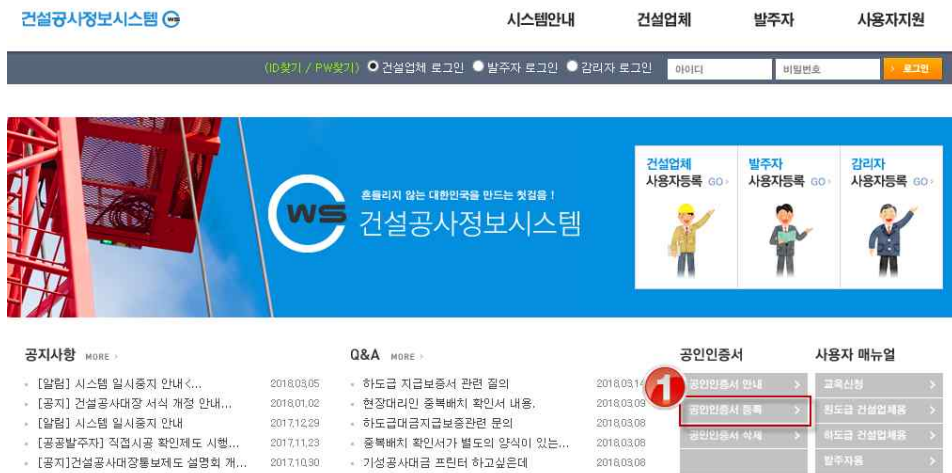 건설공사정보시스템 CWS
시스템안내
건설업체
발주자
사용자지원
(ID찾기 / PW찾기) 건설업체 로그인 발주자 로그인 감리자 로그인 아이디 비밀번호 로그인
흔들리지 않는 대한민국을 만드는 첫걸음 !
CWS 건설공사정보시스템
건설업체
사용자등록 GO
발주자
사용자등록 GO
감리자
사용자등록 GO
공지사항 MORE
[알림] 시스템 일시중지 안내<... 2018.03.05
[공지] 건설공사대장 서식 개정 안내... 2018.01.02
[알림] 시스템 일시중지 안내 2017.12.29
[공공발주자] 직접시공 확인제도 시행... 2017.11.23
[공지]건설공사대장통보제도 설명회 개... 2017.10.30
Q&A MORE
하도급 지급보증서 관련 질의 2018.03.14
현장대리인 중복배치 확인서 내용. 2018.03.09
하도급대금지급보증관련 문의 2018.03.08
중복배치 확인서가 별도의 양식이 있는... 2018.03.08
기성공사대금 프린터 하고싶은데 2018.03.08
공인인증서
1
공인인증서 안내
공인인증서 등록
공인인증서 삭제
사용자 매뉴얼
교육신청
원도급 건설업체용
하도급 건설업체용
발주자용